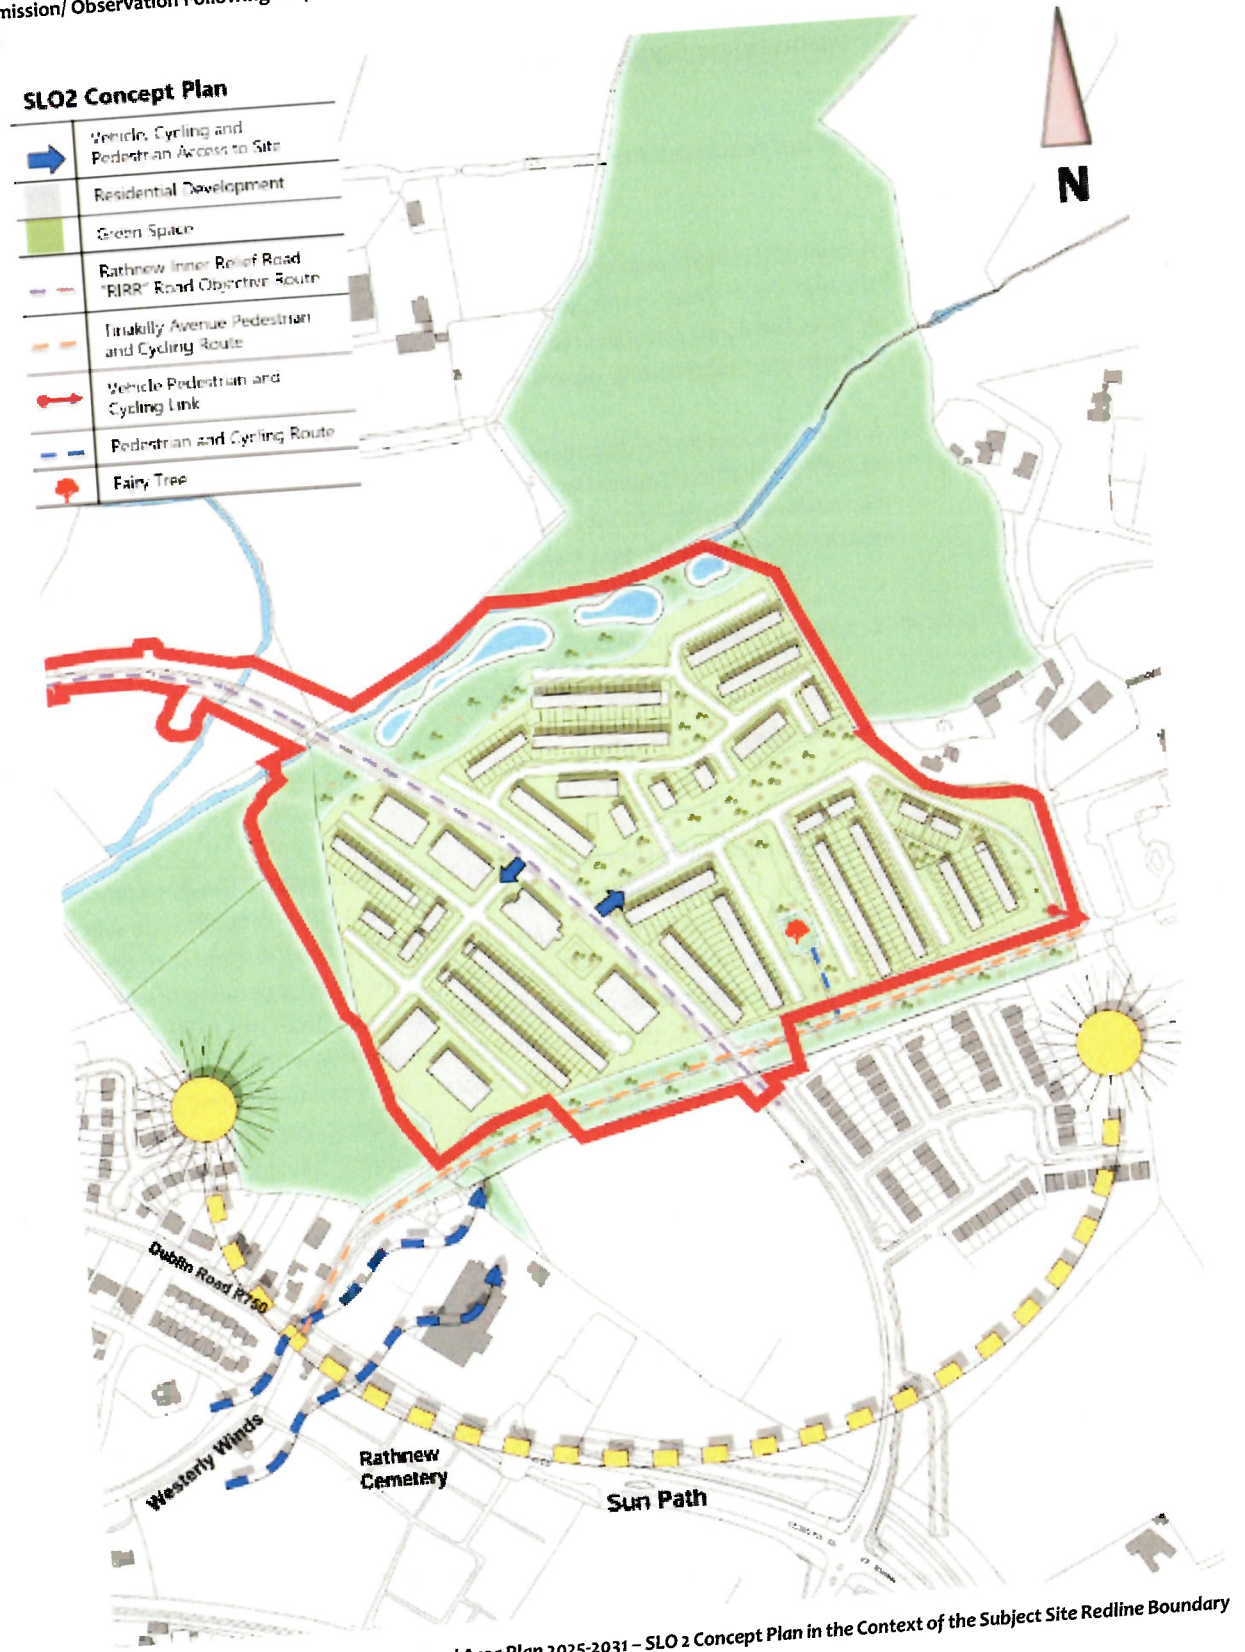 mission/ Observation Following
SLO2 Concept Plan
Vehicle, Cycling and
Pedestrian Access to Site
Residential Development
Green Space
Rathnew Inner Relief Road
"RIRR" Road Objective Route
Tinakilly Avenue Pedestrian
and Cycling Route
Vehicle Pedestrian and
Cycling Link
Pedestrian and Cycling Route
Fairy Tree
N
Dublin Road R750
Westerly Winds
Rathnew
Cemetery
Sun Path
Area Plan 2025-2031 – SLO 2 Concept Plan in the Context of the Subject Site Redline Boundary